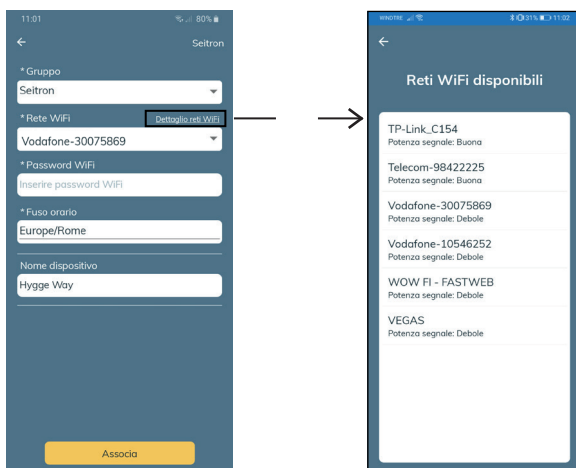 11:01
80%
Seitron
* Gruppo
Seitron
* Rete WiFi
Dettaglio reti WiFi
Vodafone-30075869
* Password WiFi
Inserire password WiFi
* Fuso orario
Europe/Rome
Nome dispositivo
Hygge Way
Associa
WINDTRE
31%
11:02
Reti WiFi disponibili
TP-Link_C154
Potenza segnale: Buona
Telecom-98422225
Potenza segnale: Buona
Vodafone-30075869
Potenza segnale: Debole
Vodafone-10546252
Potenza segnale: Debole
WOW FI - FASTWEB
Potenza segnale: Debole
VEGAS
Potenza segnale: Debole